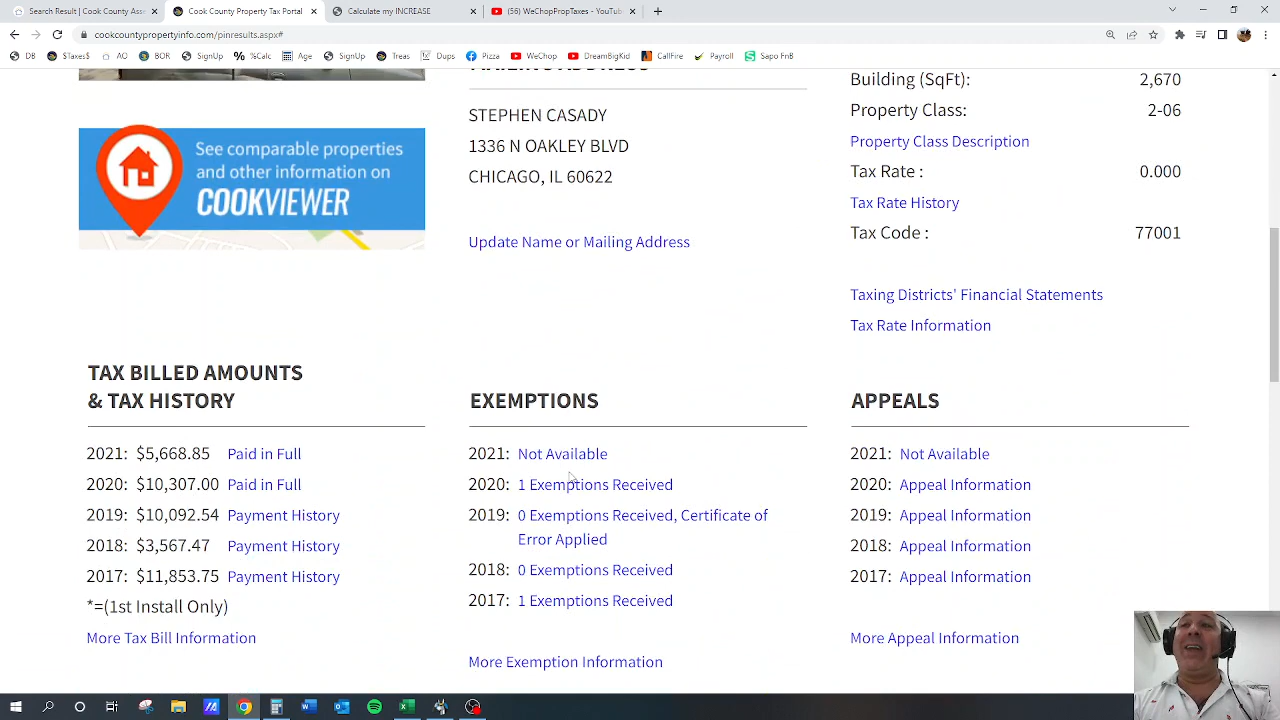 Search Result | Cook County Ass
Cook County Property Tax Portal
Calculate my INCREASE
(56) WeChopPropTaxes - YouTube
cookcountypropertyinfo.com/pinresults.aspx#
DB
$Taxes$
AO
BOR
SignUp
%Calc
Age
SignUp
Treas
Dups
Pizza
WeChop
DreamBigKid
CallFire
Payroll
Sapo FnB
MAILING ADDRESS
STEPHEN CASADY
1336 N OAKLEY BLVD
CHICAGO, IL 60622
Update Name or Mailing Address
Building (SqFt): 2,670
Property Class: 2-06
Property Class Description
Tax Rate : 0.000
Tax Rate History
Tax Code : 77001
Taxing Districts' Financial Statements
Tax Rate Information
See comparable properties
and other information on
COOKVIEWER
TAX BILLED AMOUNTS
& TAX HISTORY
2021: $5,668.85 Paid in Full
2020: $10,307.00 Paid in Full
2019: $10,092.54 Payment History
2018: $3,567.47 Payment History
2017: $11,853.75 Payment History
*=(1st Install Only)
More Tax Bill Information
EXEMPTIONS
2021: Not Available
2020: 1 Exemptions Received
2019: 0 Exemptions Received, Certificate of
Error Applied
2018: 0 Exemptions Received
2017: 1 Exemptions Received
More Exemption Information
APPEALS
2021: Not Available
2020: Appeal Information
2019: Appeal Information
2018: Appeal Information
2017: Appeal Information
More Appeal Information